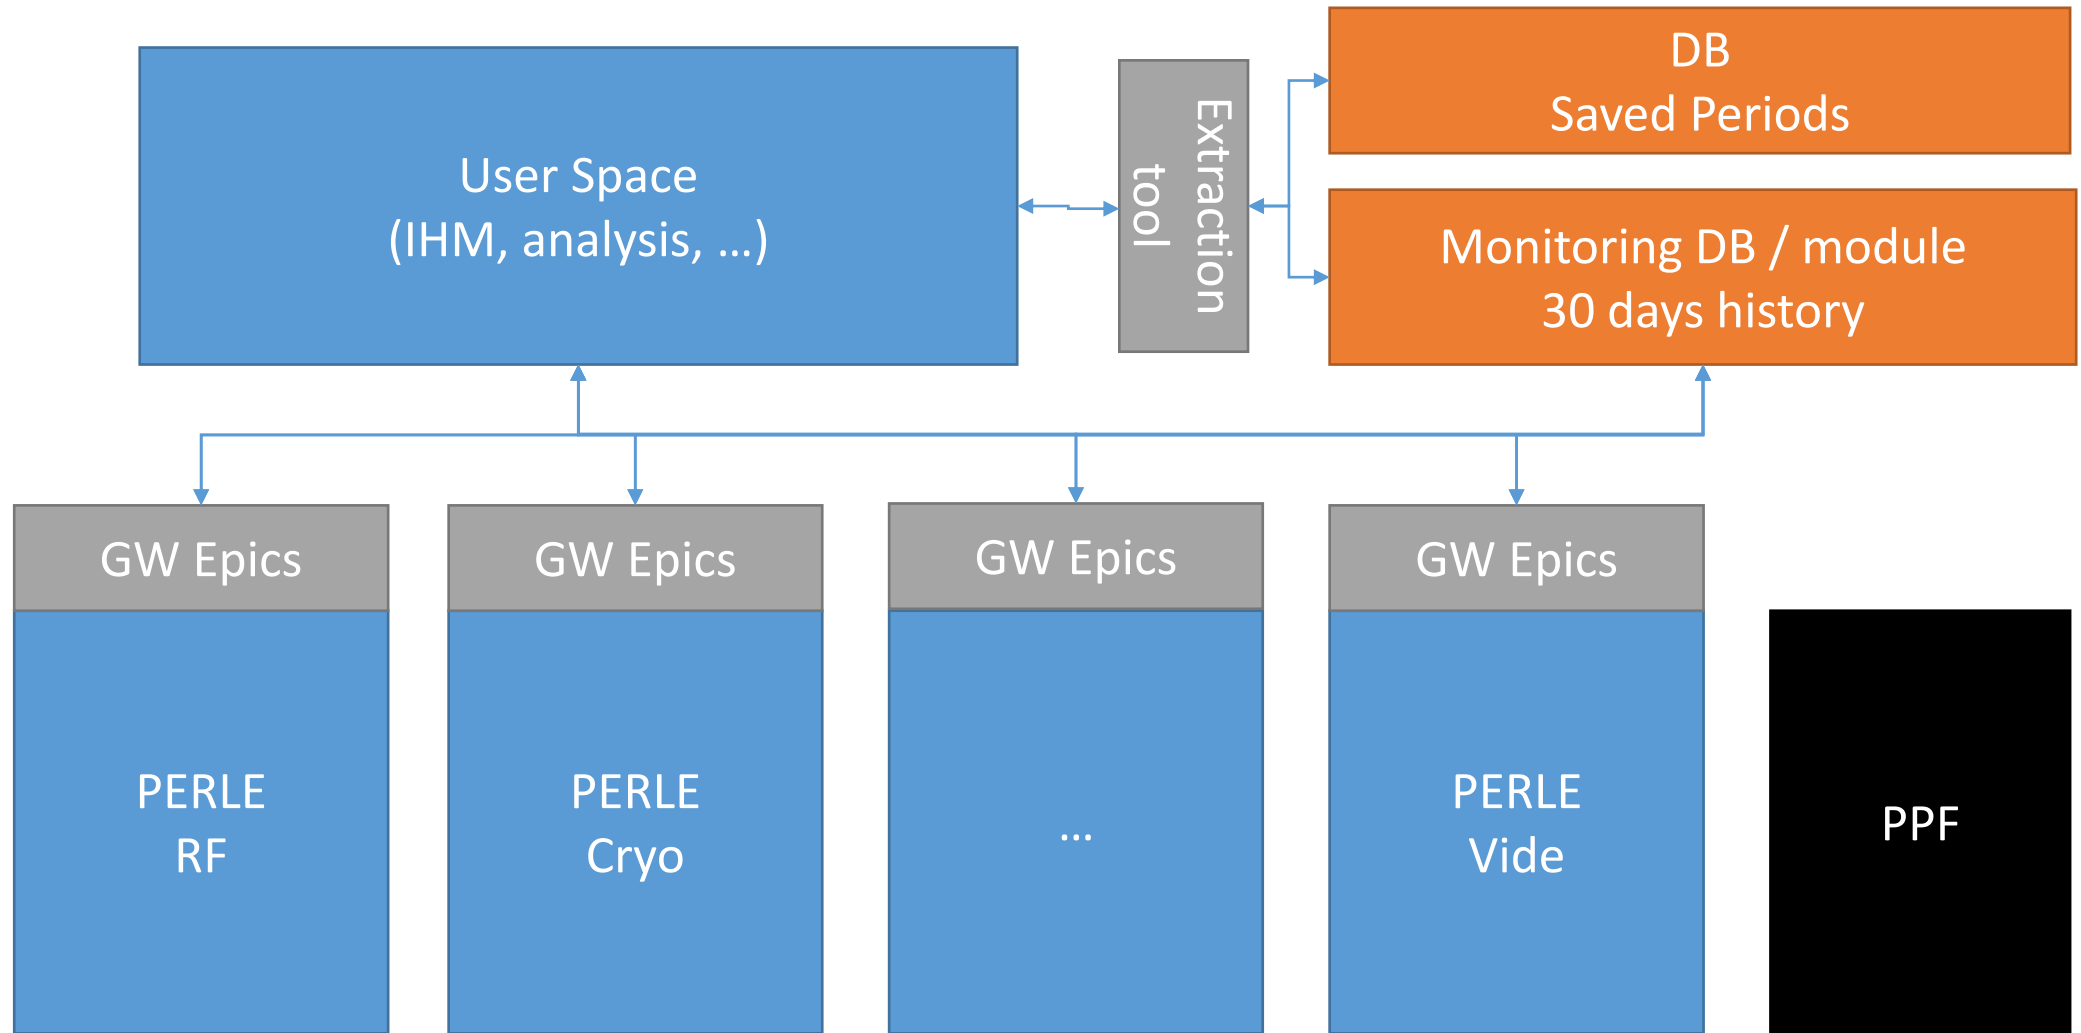 User Space
(IHM, analysis, ...)
Extraction
tool
DB
Saved Periods
Monitoring DB / module
30 days history
GW Epics
GW Epics
GW Epics
GW Epics
PERLE
RF
PERLE
Cryo
...
PERLE
Vide
PPF